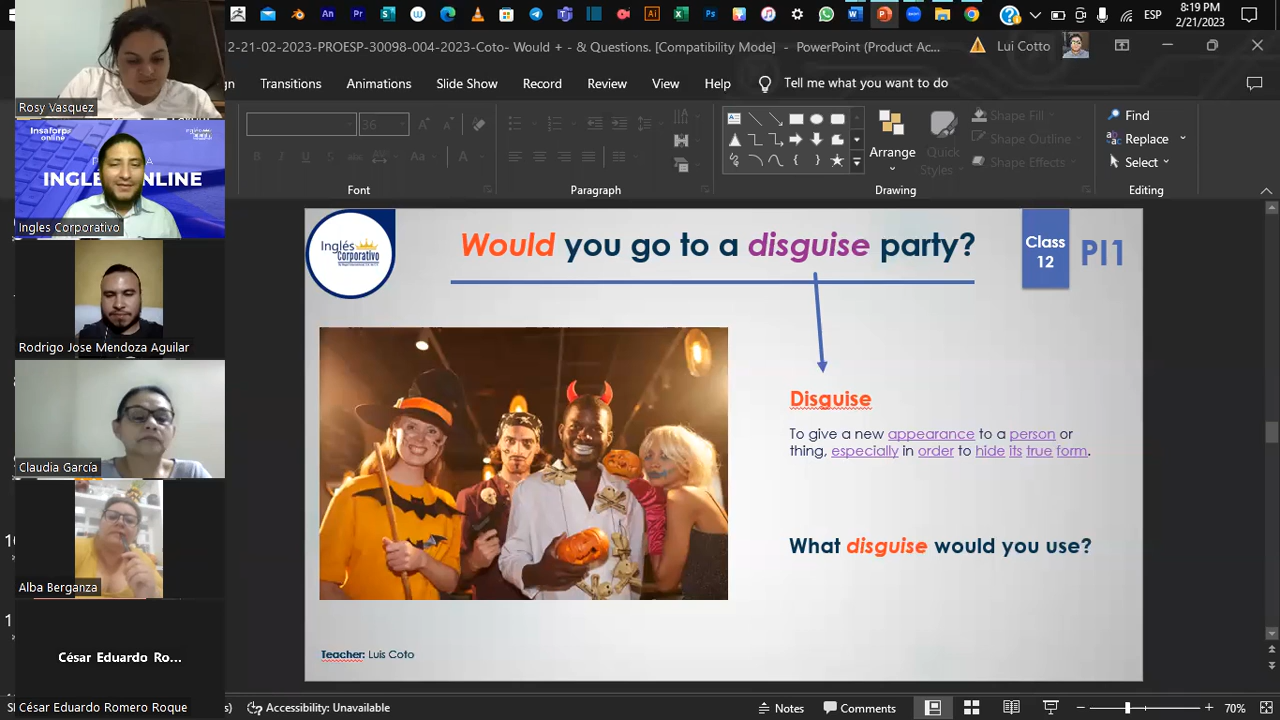 8:19 PM
ESP
2/21/2023
2-21-02-2023-PROESP-30098-004-2023-Coto- Would + - & Questions. [Compatibility Mode] - PowerPoint (Product Ac...
Lui Cotto
gn Transitions Animations Slide Show Record Review View Help Tell me what you want to do
36
Shape Fill
Shape Outline
Shape Effects
Arrange
Quick
Styles
Find
Replace
Select
Font
Paragraph
Drawing
Editing
Rosy Vasquez
Insaforp
online
INGLÉS ONLINE
Ingles Corporativo
Rodrigo Jose Mendoza Aguilar
Claudia García
Alba Berganza
César Eduardo Ro...
César Eduardo Romero Roque
Inglés
Corporativo
Would you go to a disguise party?
Class
12
PI1
Disguise
To give a new appearance to a person or
thing, especially in order to hide its true form.
What disguise would you use?
Teacher: Luis Coto
Accessibility: Unavailable
Notes
Comments
70%